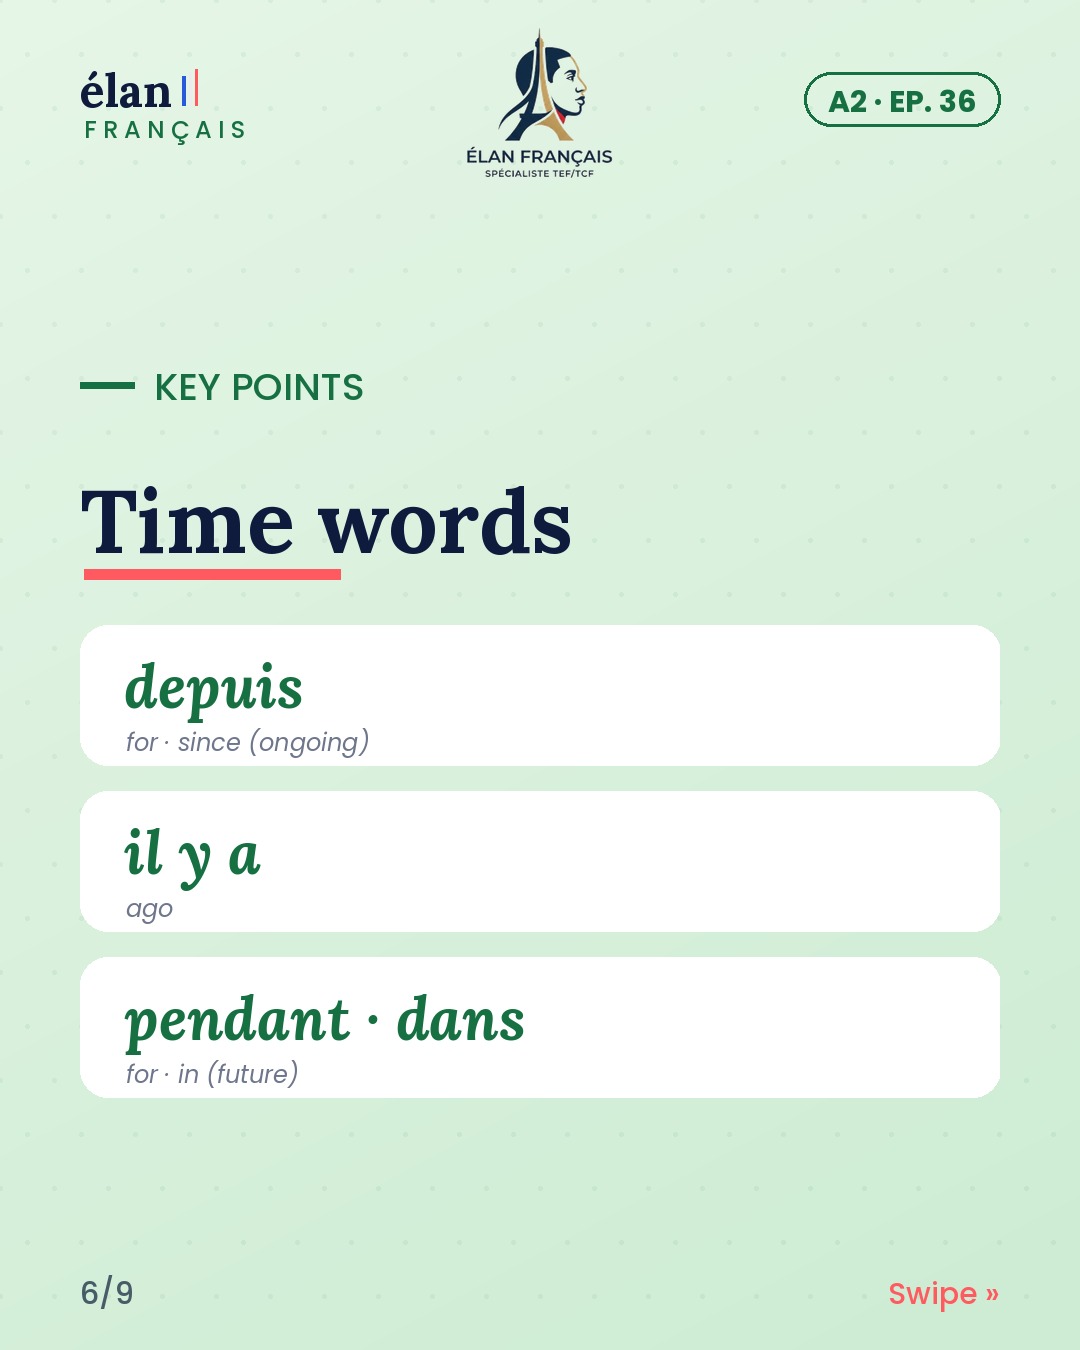 élan
FRANÇAIS
ÉLAN FRANÇAIS
SPÉCIALISTE TEF/TCF
A2 · EP. 36
KEY POINTS
Time words
depuis
for · since (ongoing)
il y a
ago
pendant · dans
for · in (future)
6/9
Swipe »